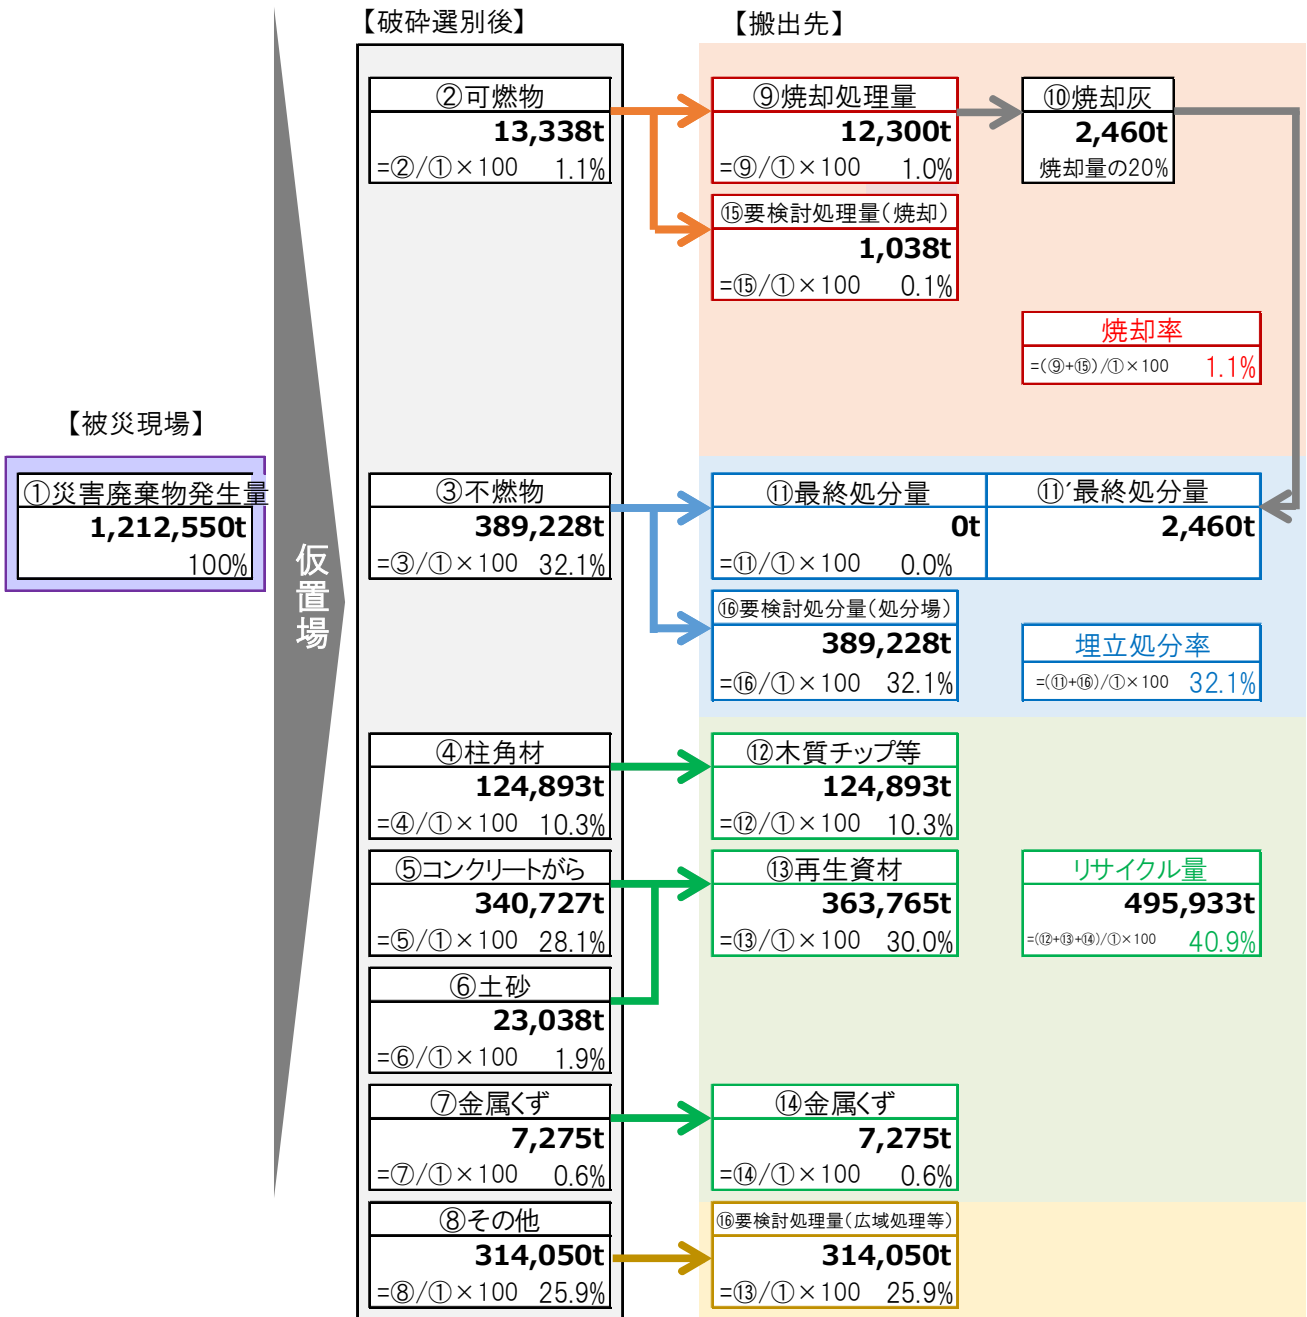 【破砕選別後】
【搬出先】
【被災現場】
①災害廃棄物発生量
1,212,550t
100%
仮置場
②可燃物
13,338t
=②/①×100 1.1%
③不燃物
389,228t
=③/①×100 32.1%
④柱角材
124,893t
=④/①×100 10.3%
⑤コンクリートがら
340,727t
=⑤/①×100 28.1%
⑥土砂
23,038t
=⑥/①×100 1.9%
⑦金属くず
7,275t
=⑦/①×100 0.6%
⑧その他
314,050t
=⑧/①×100 25.9%
⑨焼却処理量
12,300t
=⑨/①×100 1.0%
⑩焼却灰
2,460t
焼却量の20%
⑮要検討処理量(焼却)
1,038t
=⑮/①×100 0.1%
焼却率
=(⑨+⑮)/①×100 1.1%
⑪最終処分量
0t
=⑪/①×100 0.0%
⑪´最終処分量
2,460t
⑯要検討処分量(処分場)
389,228t
=⑯/①×100 32.1%
埋立処分率
=(⑪+⑯)/①×100 32.1%
⑫木質チップ等
124,893t
=⑫/①×100 10.3%
⑬再生資材
363,765t
=⑬/①×100 30.0%
リサイクル量
495,933t
=(⑫+⑬+⑭)/①×100 40.9%
⑭金属くず
7,275t
=⑭/①×100 0.6%
⑯要検討処理量(広域処理等)
314,050t
=⑬/①×100 25.9%